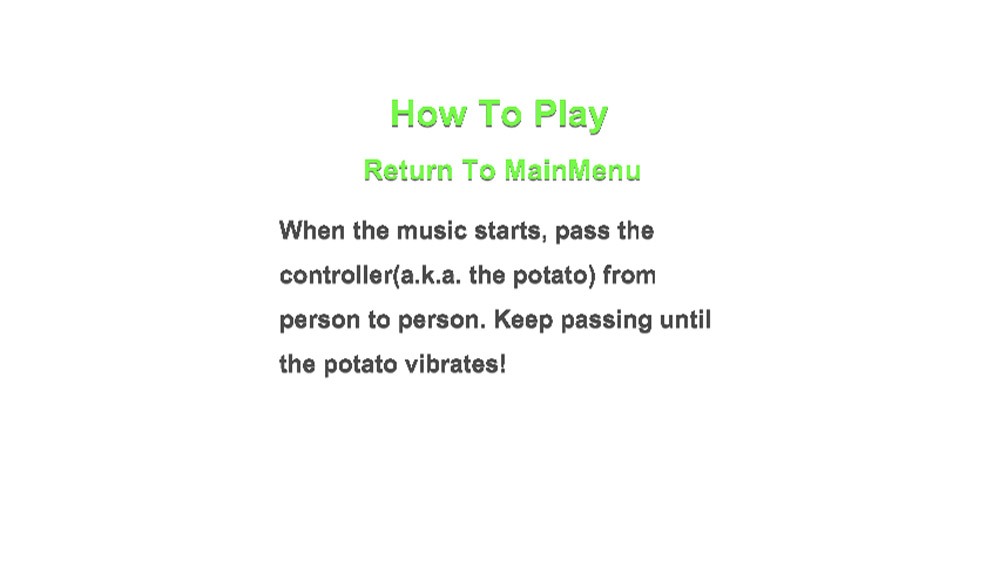 How To Play
Return To MainMenu
When the music starts, pass the
controller(a.k.a. the potato) from
person to person. Keep passing until
the potato vibrates!